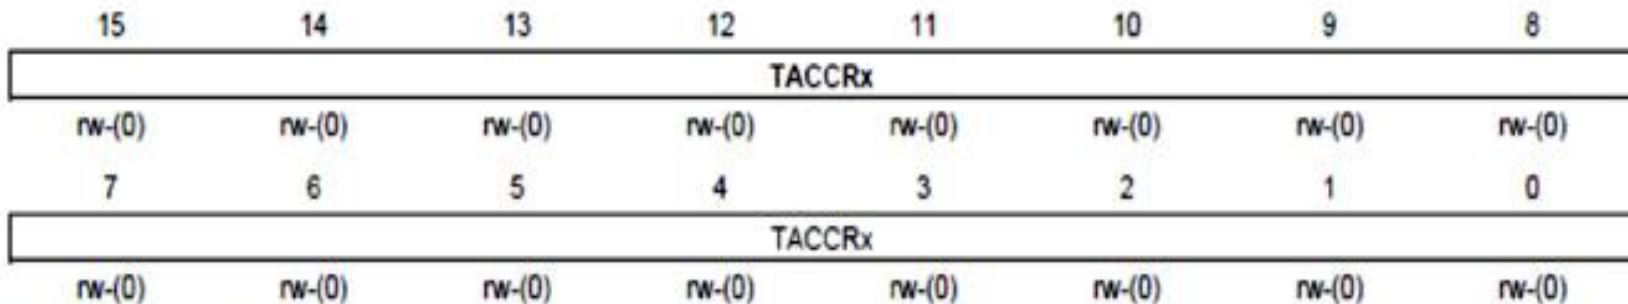 15 14 13 12 11 10 9 8
TACCRx
rw-(0) rw-(0) rw-(0) rw-(0) rw-(0) rw-(0) rw-(0) rw-(0)
7 6 5 4 3 2 1 0
TACCRx
rw-(0) rw-(0) rw-(0) rw-(0) rw-(0) rw-(0) rw-(0) rw-(0)